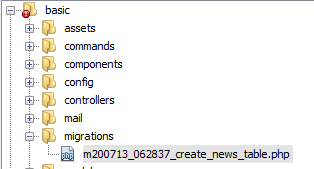 basic
assets
commands
components
config
controllers
mail
migrations
m200713_062837_create_news_table.php